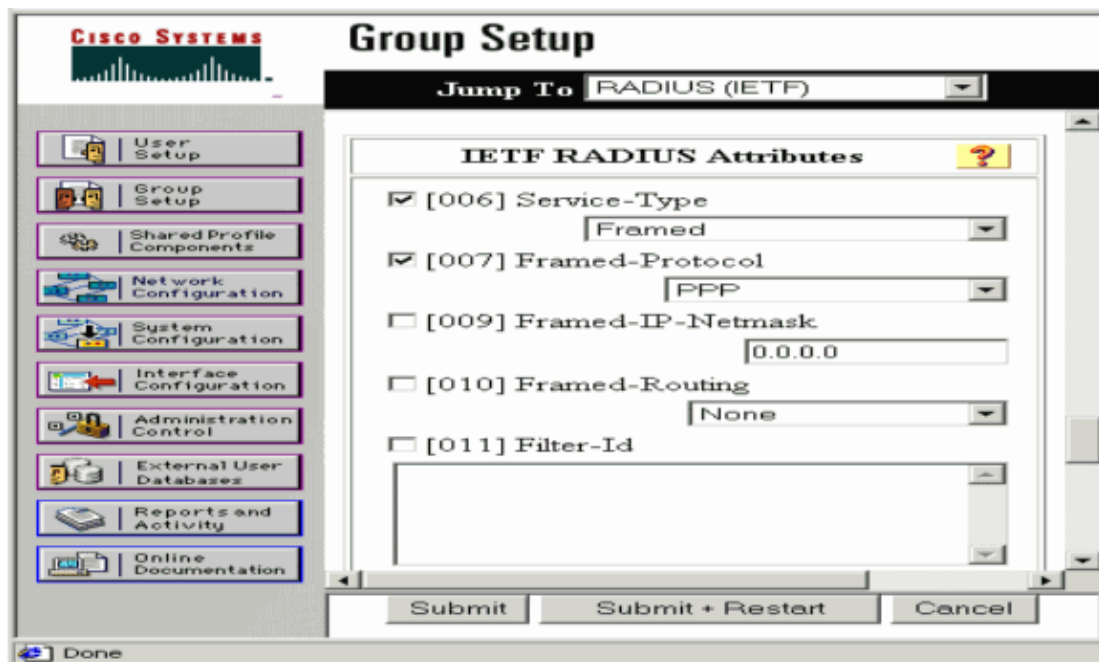 CISCO SYSTEMS
Group Setup
Jump To RADIUS (IETF)
User
Setup
Group
Setup
Shared Profile
Components
Network
Configuration
System
Configuration
Interface
Configuration
Administration
Control
External User
Databases
Reports and
Activity
Online
Documentation
IETF RADIUS Attributes ?
[006] Service-Type
Framed
[007] Framed-Protocol
PPP
[009] Framed-IP-Netmask
0.0.0.0
[010] Framed-Routing
None
[011] Filter-Id
Submit Submit + Restart Cancel
Done